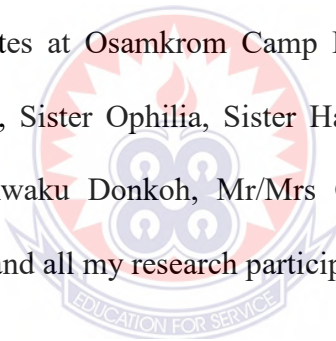 tes at Osamkrom Camp
, Sister Ophilia, Sister Ha
waku Donkoh, Mr/Mrs
and all my research particip
EDUCATION FOR SERVICE